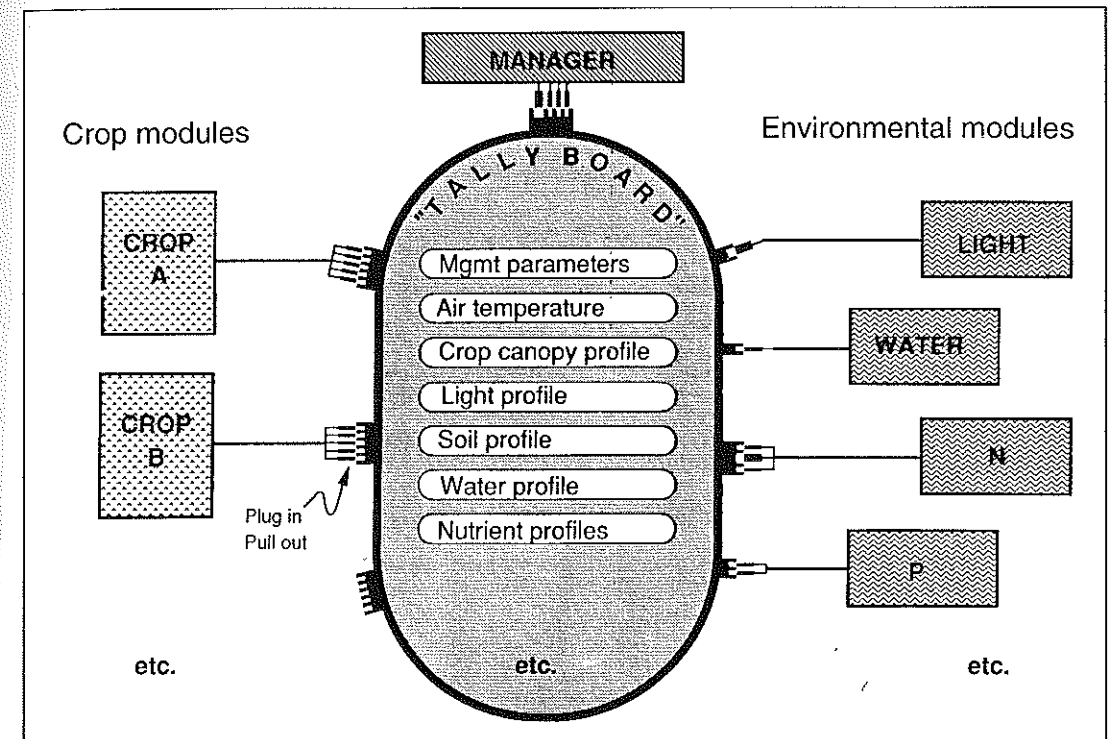 MANAGER
Crop modules
Environmental modules
"TALLY BOARD"
CROP
A
CROP
B
Plug in
Pull out
Mgmt parameters
Air temperature
Crop canopy profile
Light profile
Soil profile
Water profile
Nutrient profiles
LIGHT
WATER
N
P
etc.
etc.
etc.